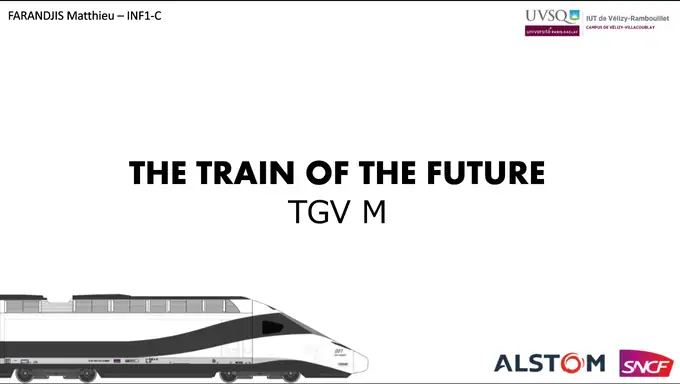 FARANDJIS Matthieu – INF1-C
UVSQ
université PARIS-SACLAY
IUT de Vélizy-Rambouillet
CAMPUS DE VÉLIZY-VILLACOUBLAY
THE TRAIN OF THE FUTURE
TGV M
ALSTOM
SNCF